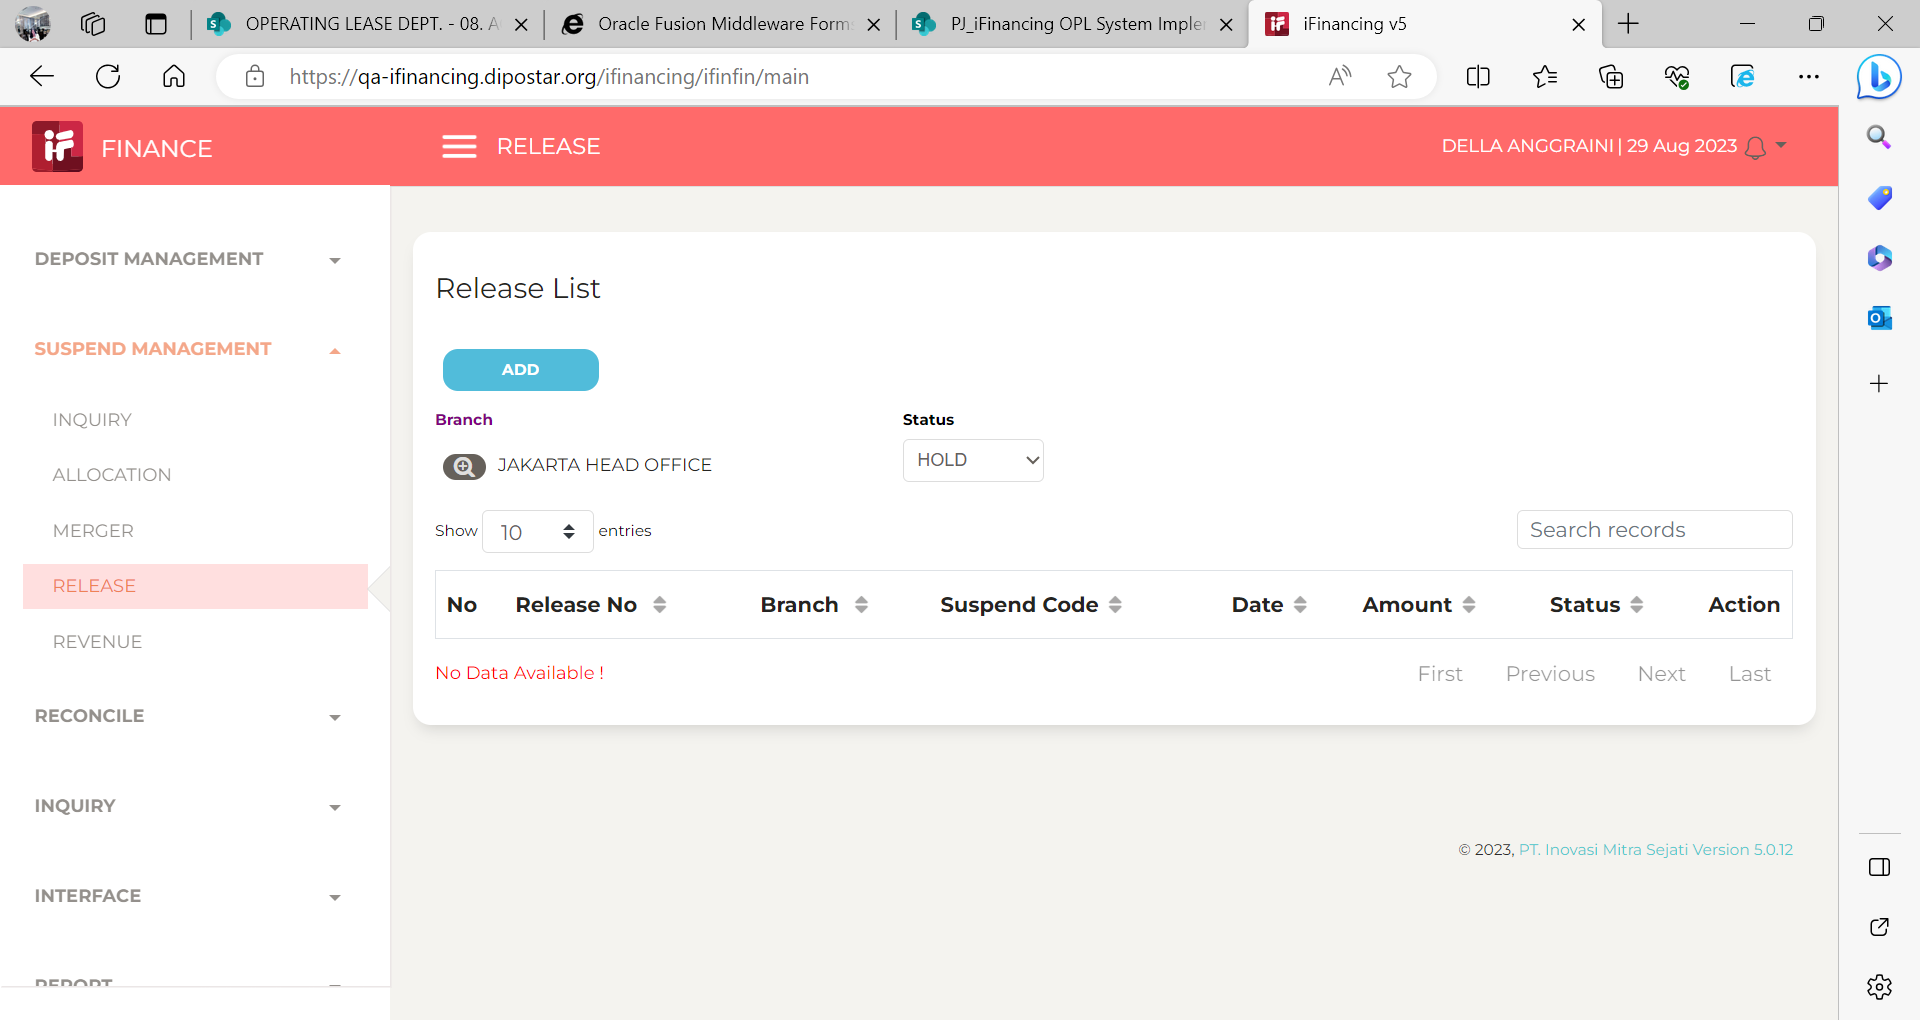 OPERATING LEASE DEPT. - 08. A
Oracle Fusion Middleware Forms
PJ_iFinancing OPL System Imple
iFinancing v5
https://qa-ifinancing.dipostar.org/ifinancing/ifinfin/main
iF FINANCE
RELEASE
DELLA ANGGRAINI | 29 Aug 2023
DEPOSIT MANAGEMENT
SUSPEND MANAGEMENT
INQUIRY
ALLOCATION
MERGER
RELEASE
REVENUE
RECONCILE
INQUIRY
INTERFACE
REPORT
Release List
ADD
Branch
Status
JAKARTA HEAD OFFICE
HOLD
Show 10 entries
Search records
No Release No Branch Suspend Code Date Amount Status Action
No Data Available !
First Previous Next Last
© 2023, PT. Inovasi Mitra Sejati Version 5.0.12